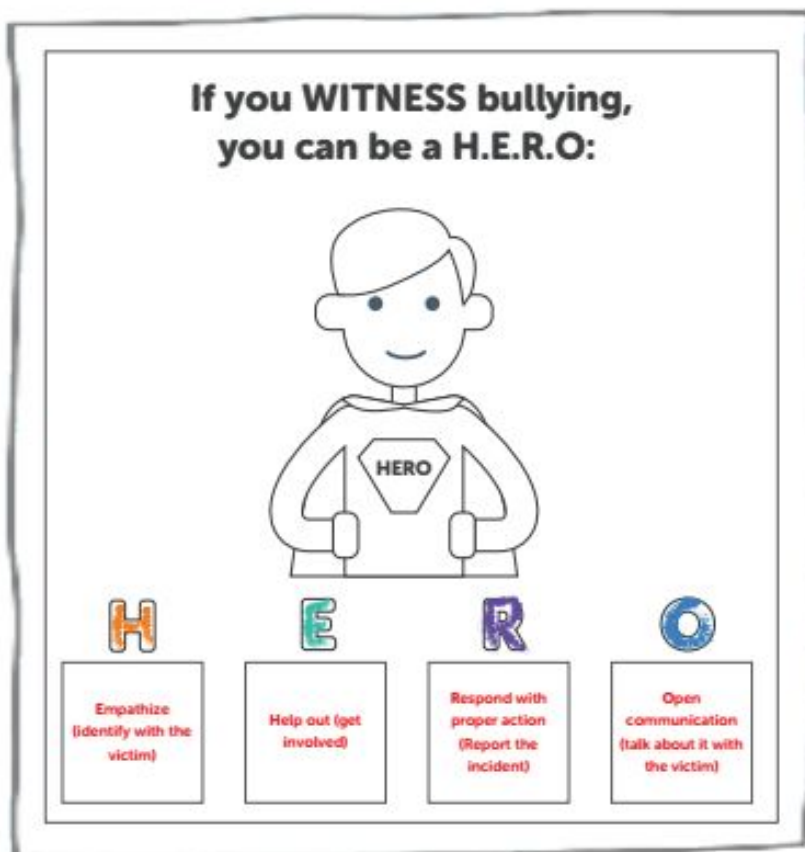 If you WITNESS bullying,
you can be a H.E.R.O:
HERO
H
E
R
O
Empathize
(identify with the
victim)
Help out (get
involved)
Respond with
proper action
(Report the
incident)
Open
communication
(talk about it with
the victim)